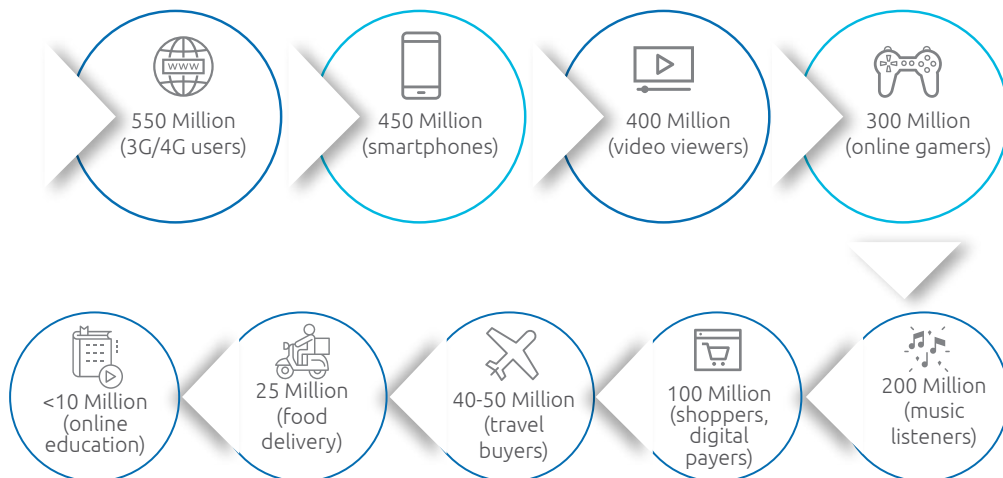 www
550 Million
(3G/4G users)
450 Million
(smartphones)
400 Million
(video viewers)
300 Million
(online gamers)
200 Million
(music
listeners)
100 Million
(shoppers,
digital
payers)
40-50 Million
(travel
buyers)
25 Million
(food
delivery)
<10 Million
(online
education)